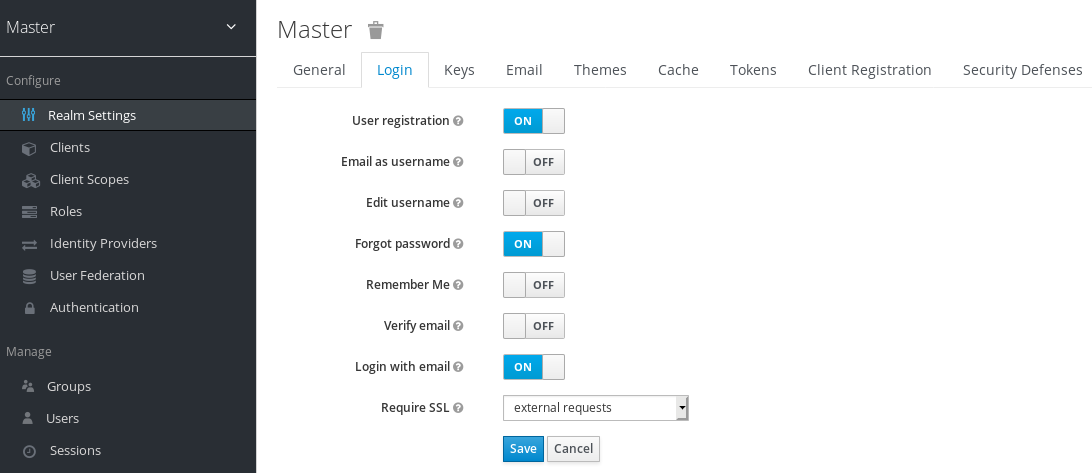 Master
Configure
Realm Settings
Clients
Client Scopes
Roles
Identity Providers
User Federation
Authentication
Manage
Groups
Users
Sessions
Master
General Login Keys Email Themes Cache Tokens Client Registration Security Defenses
User registration ON
Email as username OFF
Edit username OFF
Forgot password ON
Remember Me OFF
Verify email OFF
Login with email ON
Require SSL external requests
Save Cancel